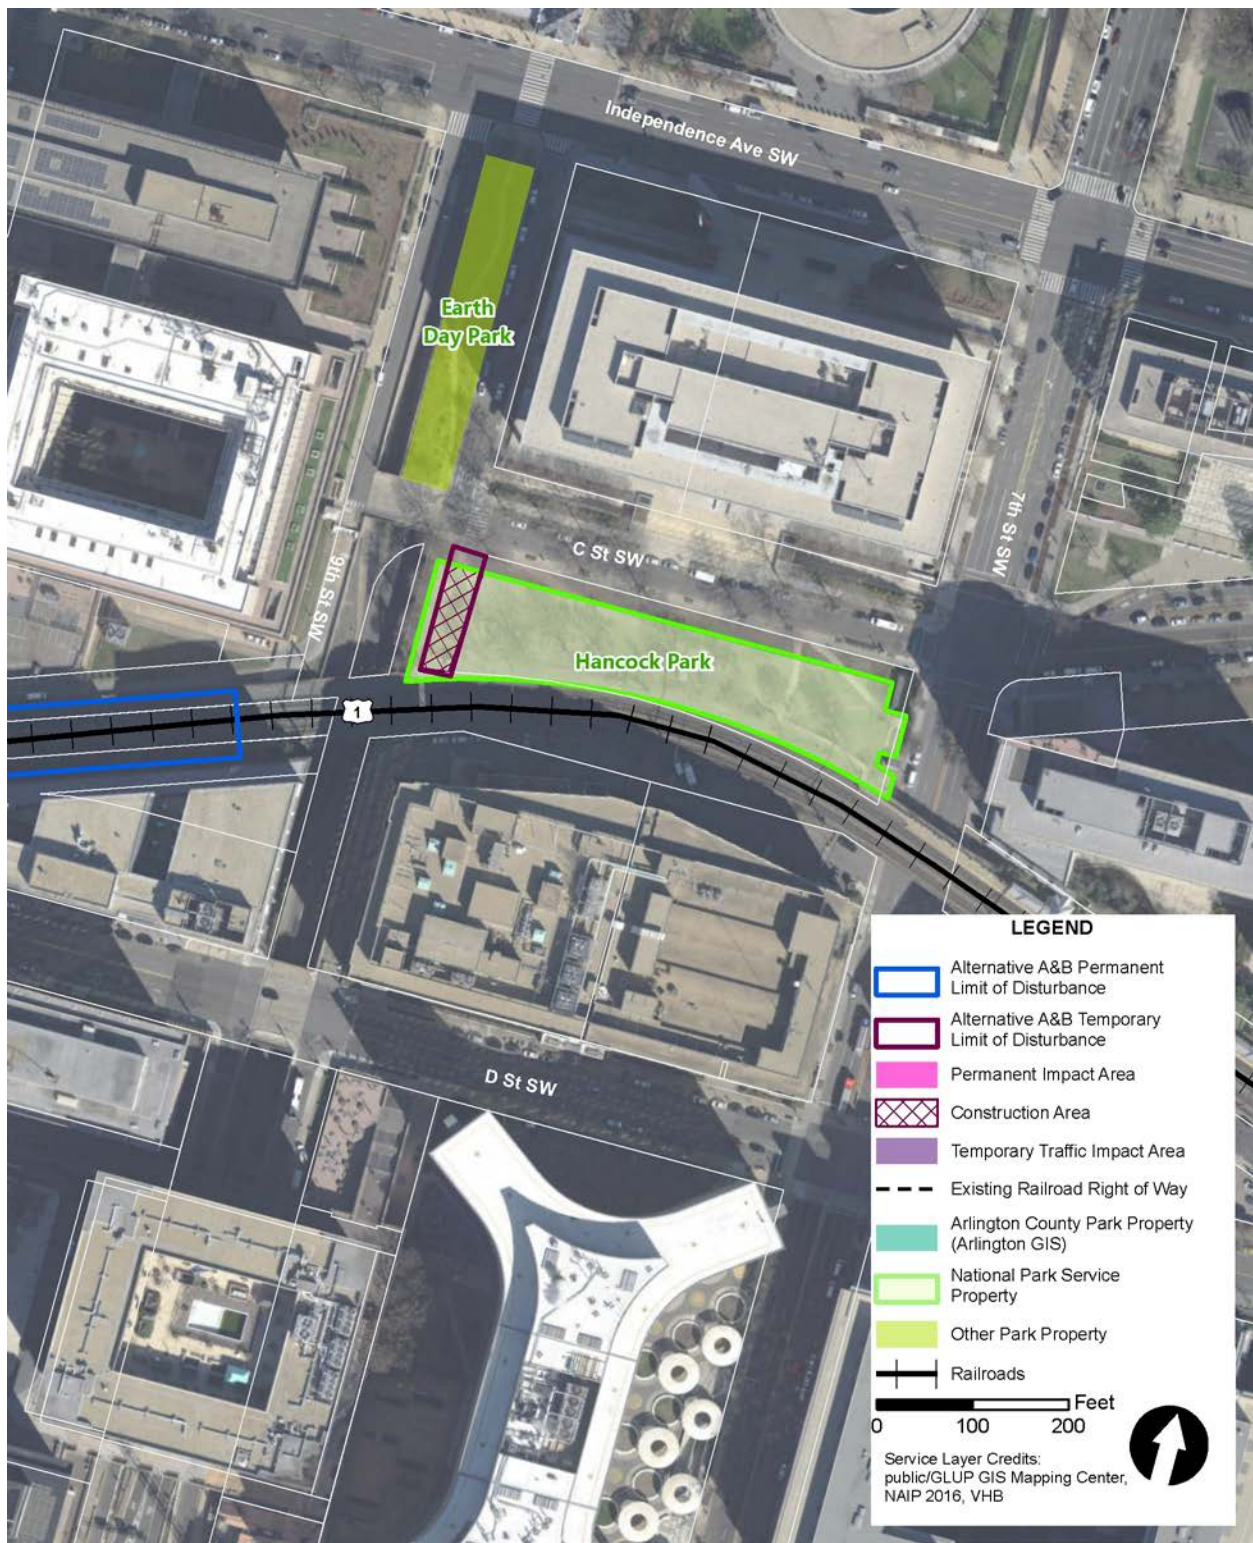 Independence Ave SW
Earth
Day Park
C St SW
7th St SW
9th St SW
Hancock Park
1
D St SW
LEGEND
Alternative A&B Permanent
Limit of Disturbance
Alternative A&B Temporary
Limit of Disturbance
Permanent Impact Area
Construction Area
Temporary Traffic Impact Area
Existing Railroad Right of Way
Arlington County Park Property
(Arlington GIS)
National Park Service
Property
Other Park Property
Railroads
Feet
0 100 200
Service Layer Credits:
public/GLUP GIS Mapping Center,
NAIP 2016, VHB